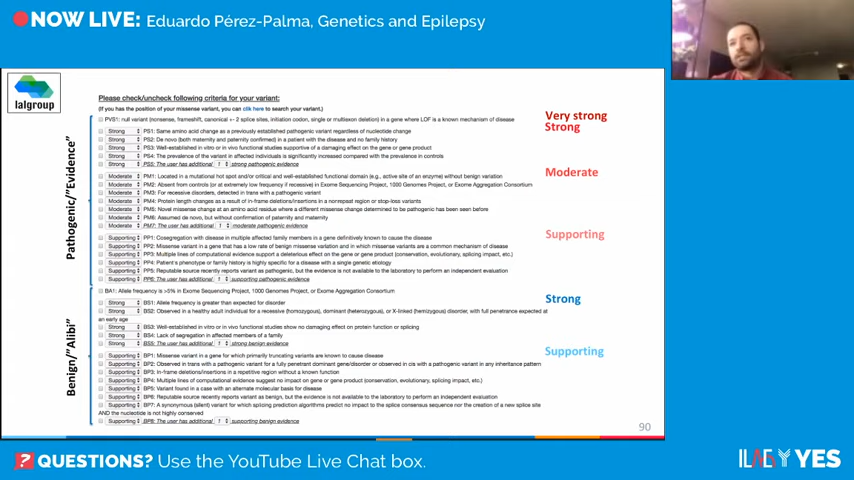 NOW LIVE: Eduardo Pérez-Palma, Genetics and Epilepsy
lalgroup
Please check/uncheck following criteria for your variant:
(If you has the position of your missense variant, you can clik here to search your variant.)
Pathogenic/"Evidence"
PVS1: null variant (nonsense, frameshift, canonical +- 2 splice sites, initiation codon, single or multiexon deletion) in a gene where LOF is a known mechanism of disease
Very strong
Strong PS1: Same amino acid change as a previously established pathogenic variant regardless of nucleotide change
Strong
Strong PS2: De novo (both maternity and paternity confirmed) in a patient with the disease and no family history
Strong PS3: Well-established in vitro or in vivo functional studies supportive of a damaging effect on the gene or gene product
Strong PS4: The prevalence of the variant in affected individuals is significantly increased compared with the prevalence in controls
Strong PS5: The user has additional 1 strong pathogenic evidence
Moderate PM1: Located in a mutational hot spot and/or critical and well-established functional domain (e.g., active site of an enzyme) without benign variation
Moderate
Moderate PM2: Absent from controls (or at extremely low frequency if recessive) in Exome Sequencing Project, 1000 Genomes Project, or Exome Aggregation Consortium
Moderate PM3: For recessive disorders, detected in trans with a pathogenic variant
Moderate PM4: Protein length changes as a result of in-frame deletions/insertions in a nonrepeat region or stop-loss variants
Moderate PM5: Novel missense change at an amino acid residue where a different missense change determined to be pathogenic has been seen before
Moderate PM6: Assumed de novo, but without confirmation of paternity and maternity
Moderate PM7: The user has additional 1 moderate pathogenic evidence
Supporting PP1: Cosegregation with disease in multiple affected family members in a gene definitively known to cause the disease
Supporting
Supporting PP2: Missense variant in a gene that has a low rate of benign missense variation and in which missense variants are a common mechanism of disease
Supporting PP3: Multiple lines of computational evidence support a deleterious effect on the gene or gene product (conservation, evolutionary, splicing impact, etc.)
Supporting PP4: Patient's phenotype or family history is highly specific for a disease with a single genetic etiology
Supporting PP5: Reputable source recently reports variant as pathogenic, but the evidence is not available to the laboratory to perform an independent evaluation
Supporting PP6: The user has additional 1 supporting pathogenic evidence
Benign/"Alibi"
BA1: Allele frequency is >5% in Exome Sequencing Project, 1000 Genomes Project, or Exome Aggregation Consortium
Strong BS1: Allele frequency is greater than expected for disorder
Strong
Strong BS2: Observed in a healthy adult individual for a recessive (homozygous), dominant (heterozygous), or X-linked (hemizygous) disorder, with full penetrance expected at
an early age
Strong BS3: Well-established in vitro or in vivo functional studies show no damaging effect on protein function or splicing
Strong BS4: Lack of segregation in affected members of a family
Strong BS5: The user has additional 1 strong benign evidence
Supporting BP1: Missense variant in a gene for which primarily truncating variants are known to cause disease
Supporting
Supporting BP2: Observed in trans with a pathogenic variant for a fully penetrant dominant gene/disorder or observed in cis with a pathogenic variant in any inheritance pattern
Supporting BP3: In-frame deletions/insertions in a repetitive region without a known function
Supporting BP4: Multiple lines of computational evidence suggest no impact on gene or gene product (conservation, evolutionary, splicing impact, etc.)
Supporting BP5: Variant found in a case with an alternate molecular basis for disease
Supporting BP6: Reputable source recently reports variant as benign, but the evidence is not available to the laboratory to perform an independent evaluation
Supporting BP7: A synonymous (silent) variant for which splicing prediction algorithms predict no impact to the splice consensus sequence nor the creation of a new splice site
AND the nucleotide is not highly conserved
Supporting BP8: The user has additional 1 supporting benign evidence
90
? QUESTIONS? Use the YouTube Live Chat box.
ILAE YES